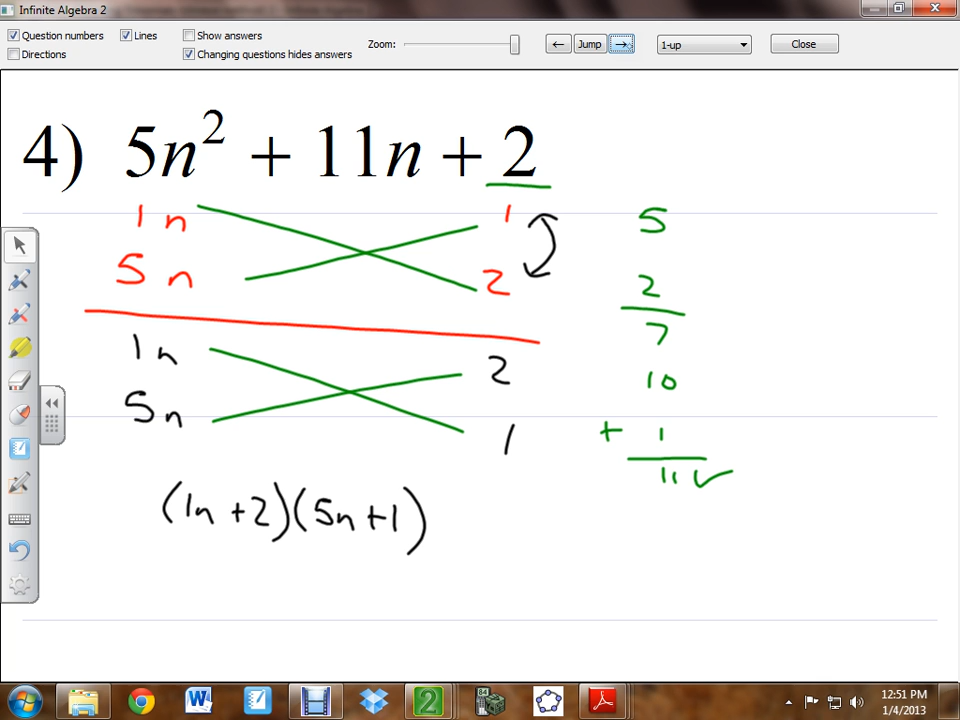 Infinite Algebra 2
Question numbers Lines Show answers
Directions Changing questions hides answers
Zoom: ← Jump → 1-up Close
4) 5n² + 11n + 2
1n 1 5
5n 2 2
7
1n 2 10
5n 1 + 1
11 ✓
(1n + 2)(5n + 1)
12:51 PM
1/4/2013